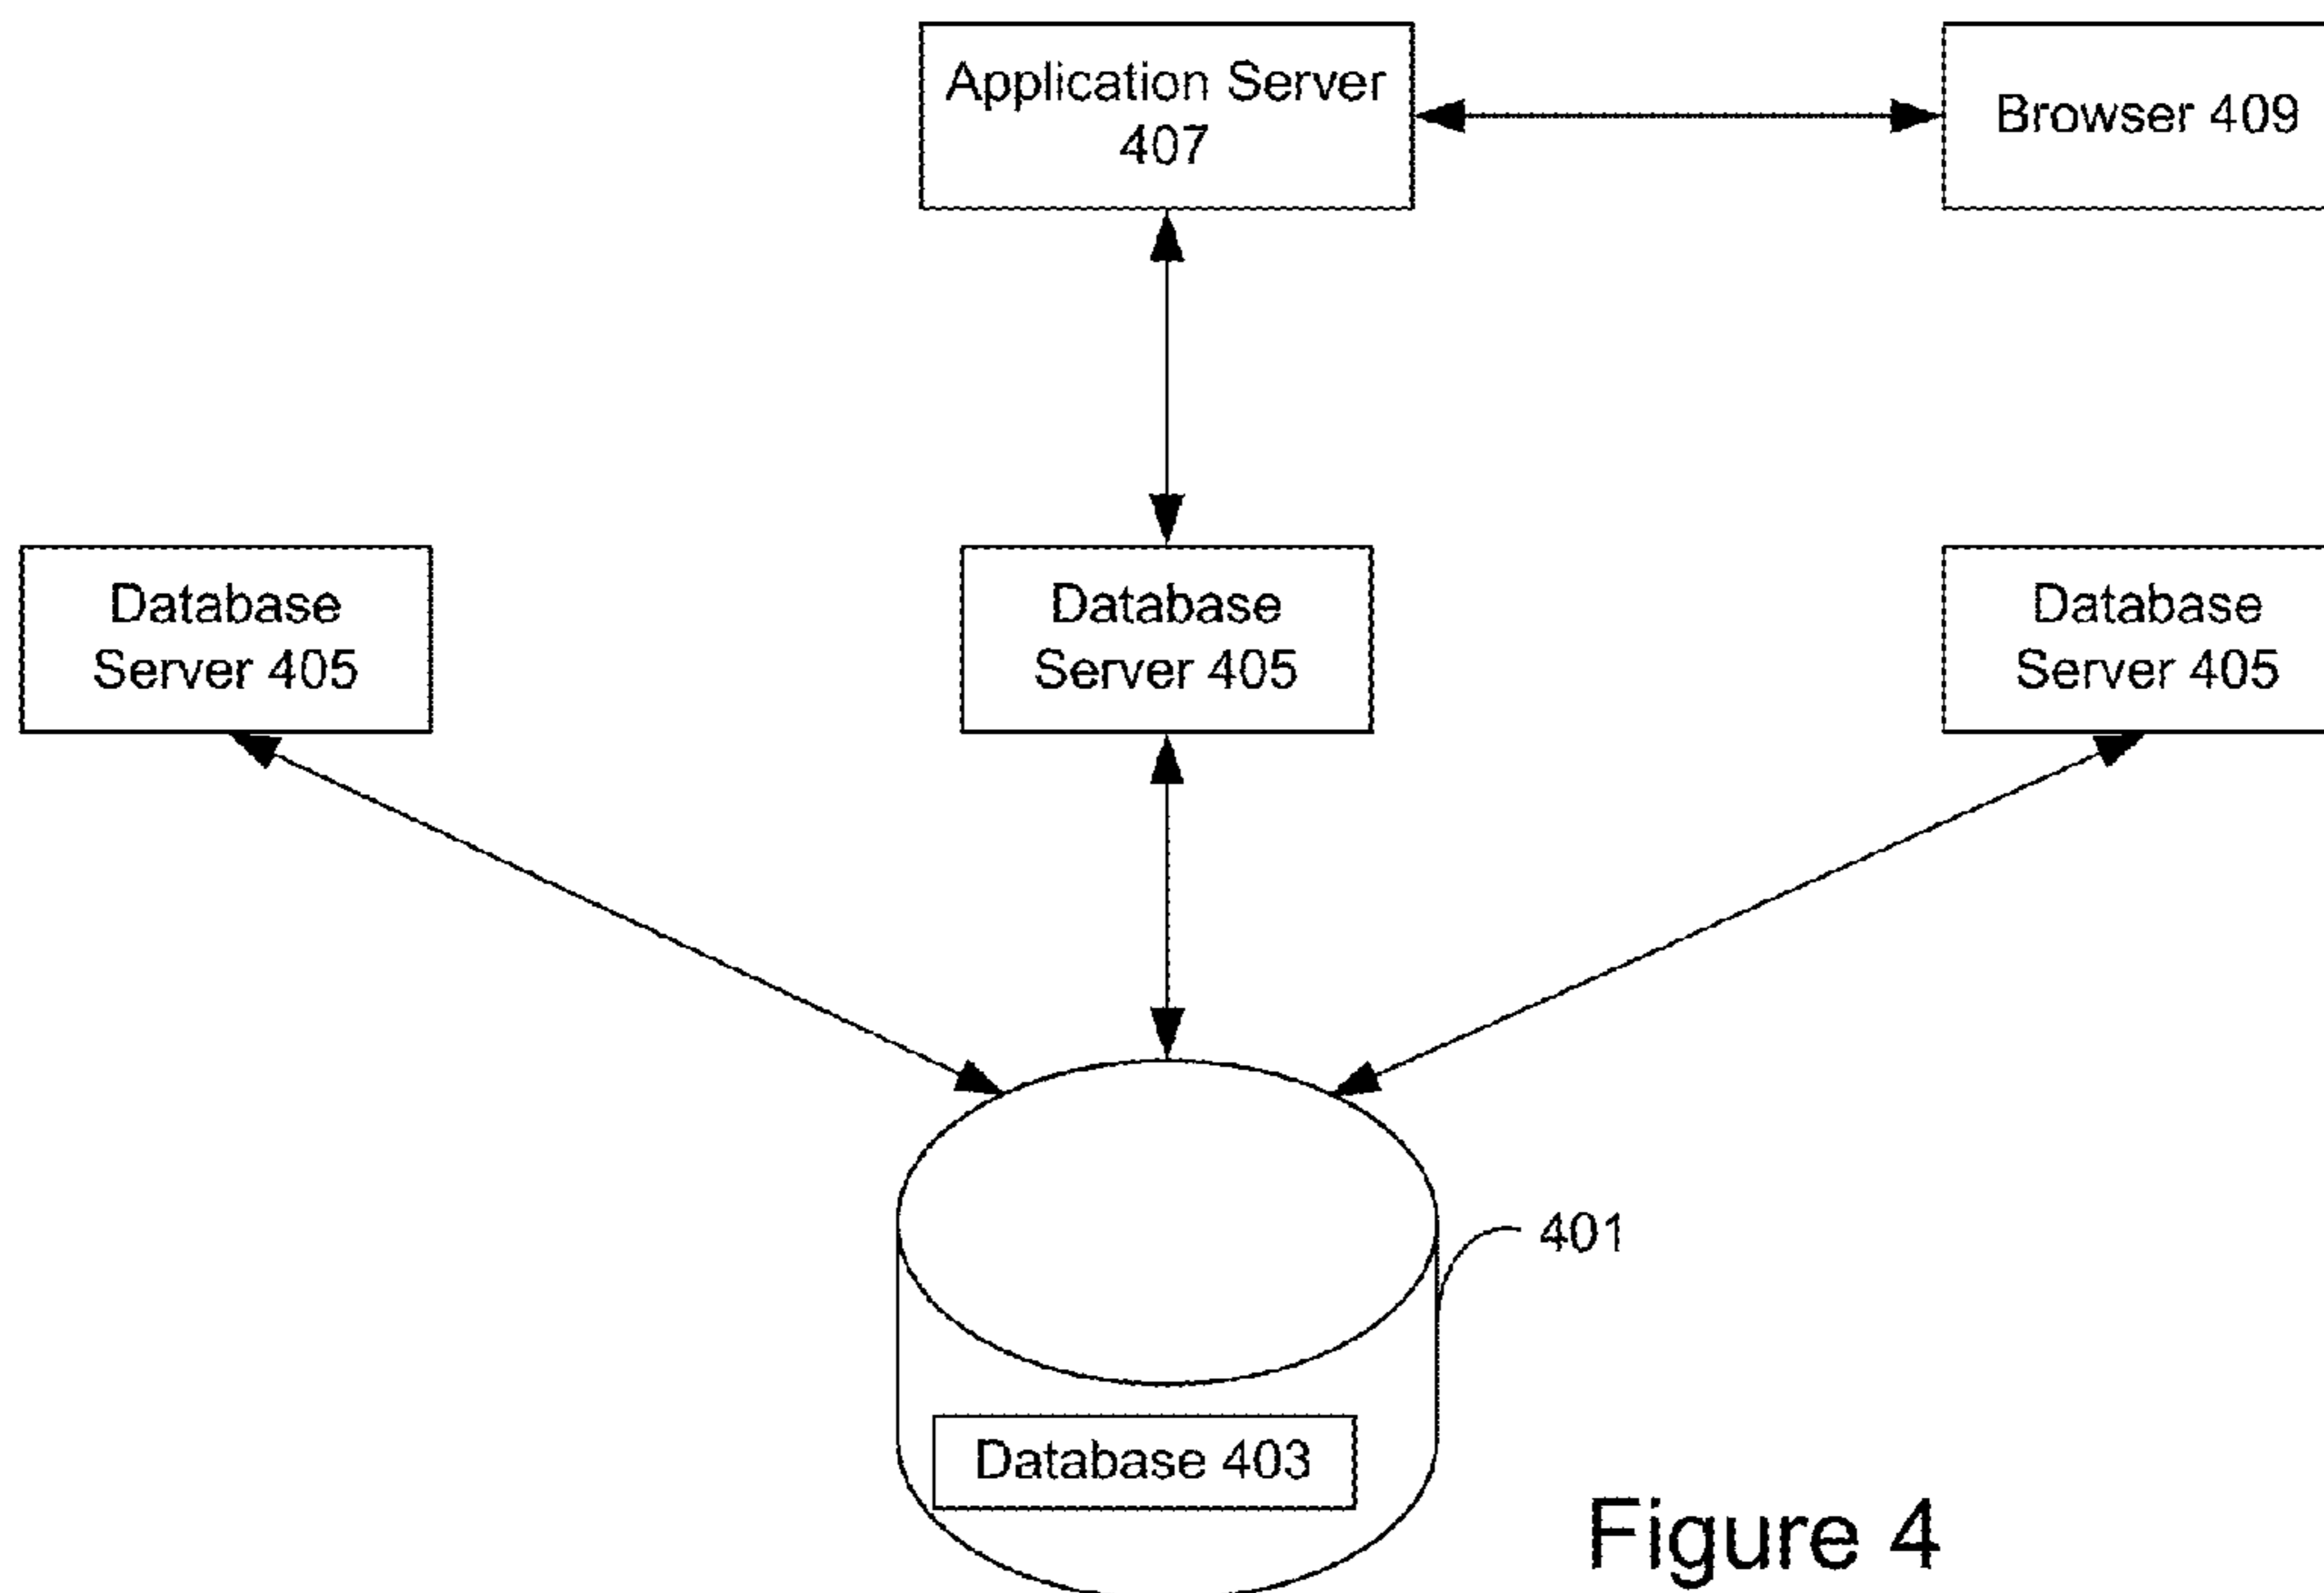 Application Server
407
Browser 409
Database
Server 405
Database
Server 405
Database
Server 405
401
Database 403
Figure 4